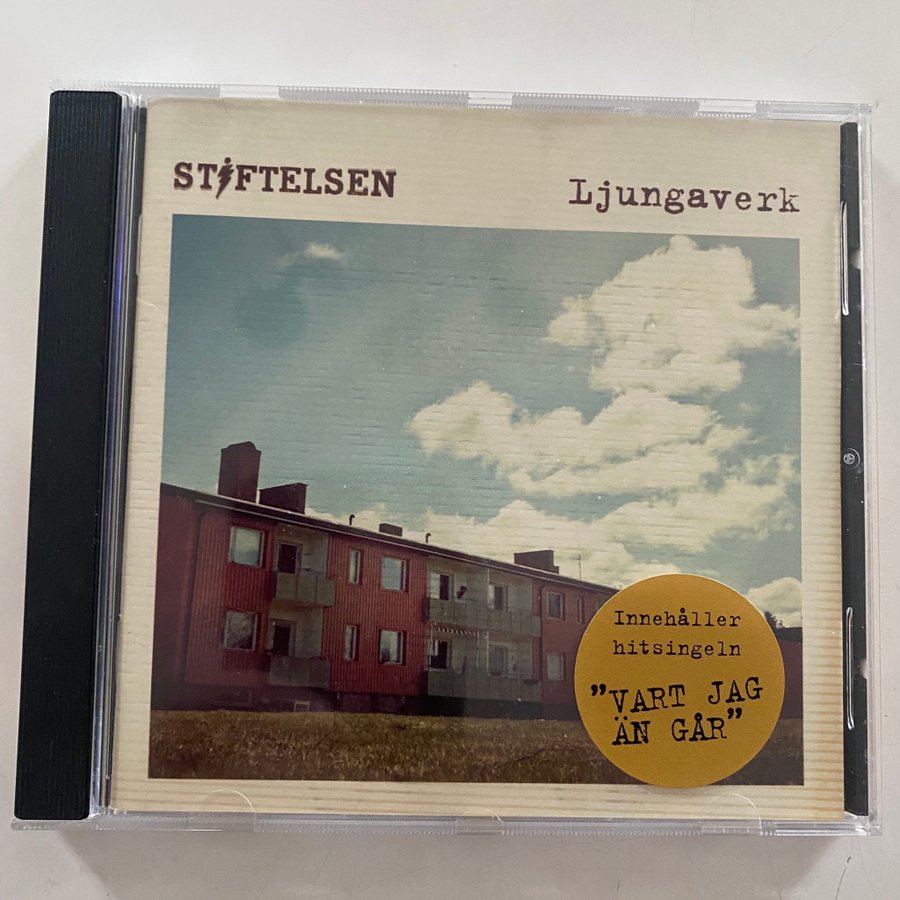 STIFTELSEN
Ljungaverk
Innehåller
hitsingeln
”VART JAG
ÄN GÅR”